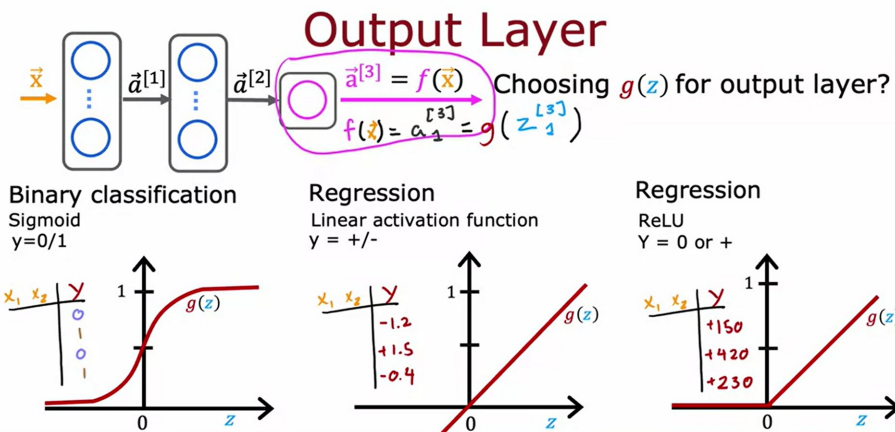 Output Layer
x⃗
a⃗[1]
a⃗[2]
a⃗[3] = f(x⃗)
Choosing g(z) for output layer?
f(x⃗) = a₁[3] = g(z₁[3])
Binary classification
Sigmoid
y=0/1
x₁ x₂ Y
0
1
0
1
1
g(z)
0
z
Regression
Linear activation function
y = +/-
x₁ x₂ Y
-1.2
+1.5
-0.4
1
g(z)
0
z
Regression
ReLU
Y = 0 or +
x₁ x₂ Y
+150
+420
+230
1
g(z
0
z